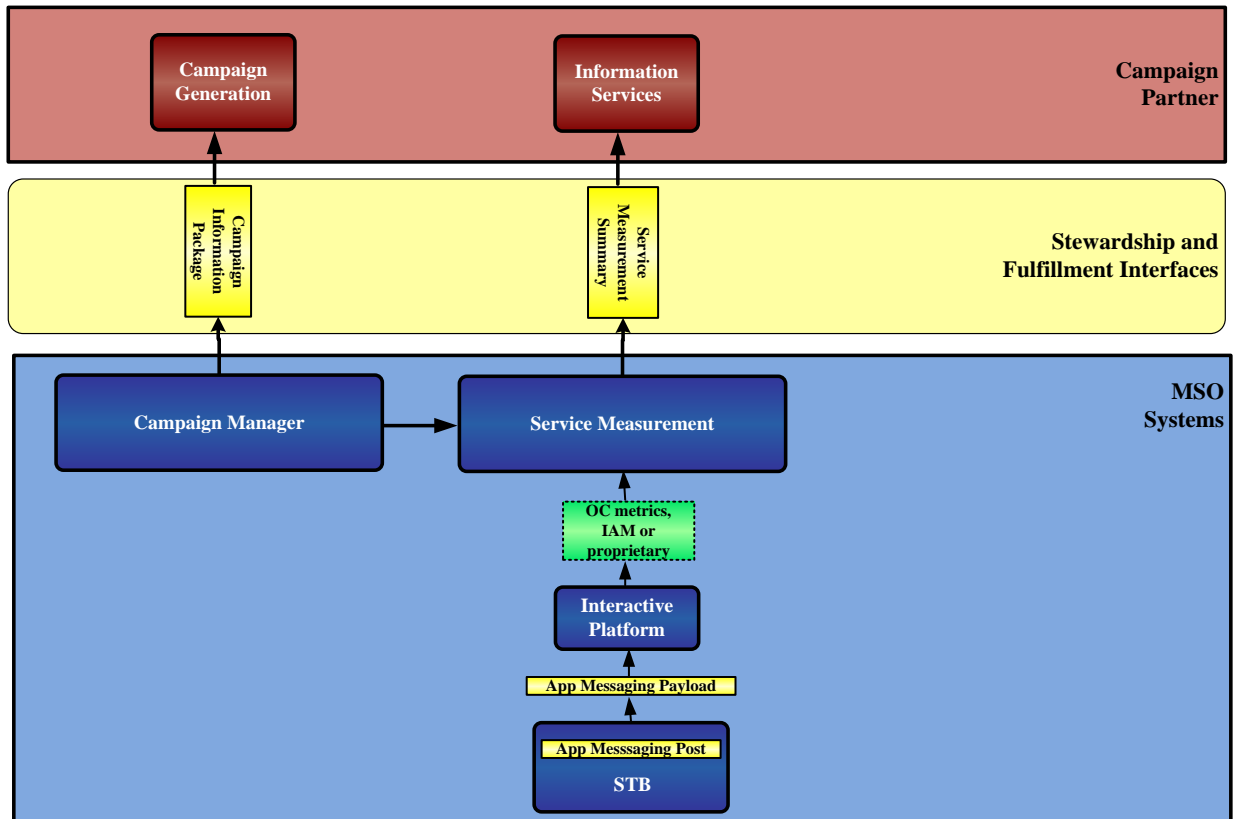 Campaign
Generation
Information
Services
Campaign
Partner
Campaign
Information
Package
Service
Measurement
Summary
Stewardship and
Fulfillment Interfaces
MSO
Systems
Campaign Manager
Service Measurement
OC metrics,
IAM or
proprietary
Interactive
Platform
App Messaging Payload
App Messsaging Post
STB